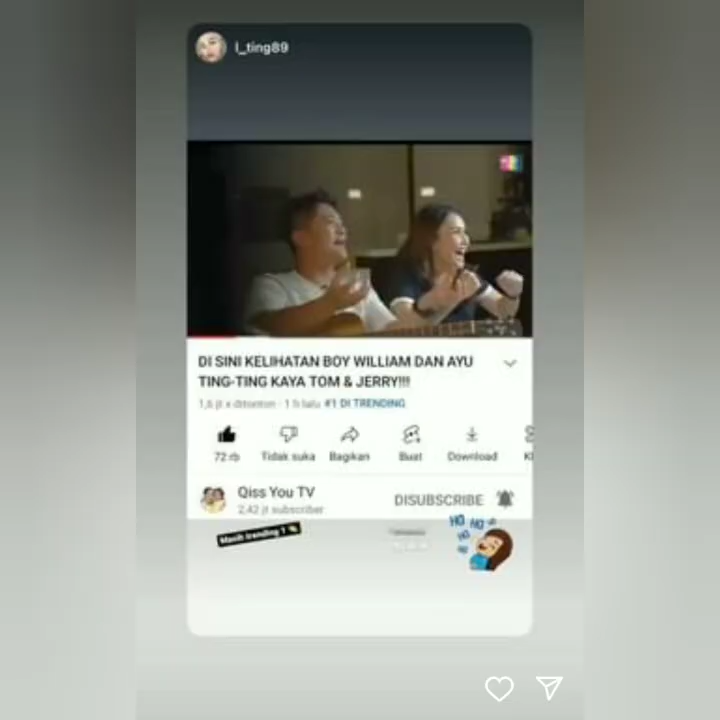 l_ting89
DI SINI KELIHATAN BOY WILLIAM DAN AYU
TING-TING KAYA TOM & JERRY!!!
1,6 jt x ditonton · 1 h lalu #1 DI TRENDING
72 rb Tidak suka Bagikan Buat Download
Qiss You TV
2,42 jt subscriber
DISUBSCRIBE
Masih trending 1
HO HO
HO